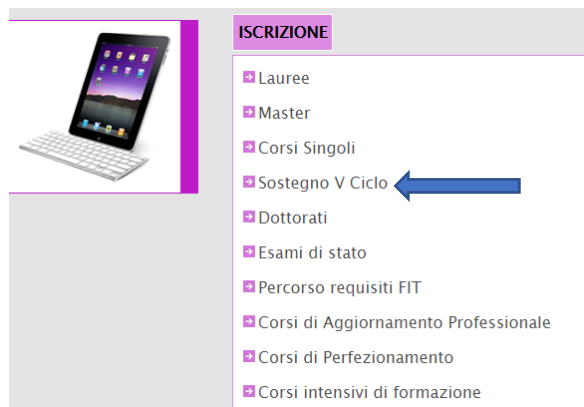 ISCRIZIONE
Lauree
Master
Corsi Singoli
Sostegno V Ciclo
Dottorati
Esami di stato
Percorso requisiti FIT
Corsi di Aggiornamento Professionale
Corsi di Perfezionamento
Corsi intensivi di formazione